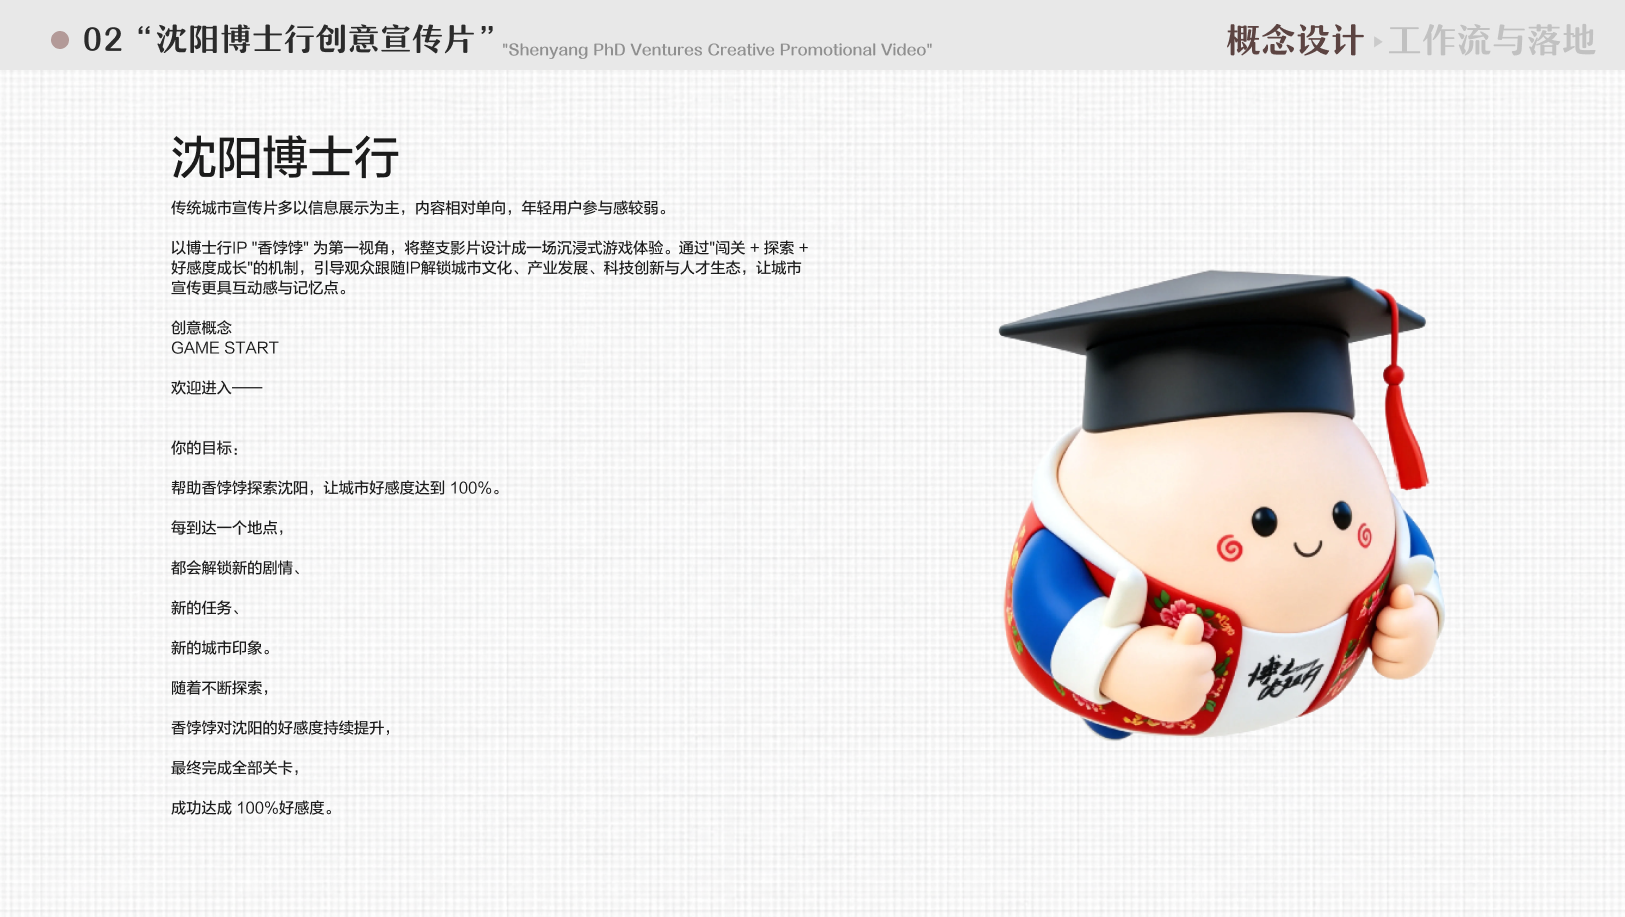 02 “沈阳博士行创意宣传片” "Shenyang PhD Ventures Creative Promotional Video"
概念设计 ▸ 工作流与落地
沈阳博士行
传统城市宣传片多以信息展示为主，内容相对单向，年轻用户参与感较弱。
以博士行IP "香饽饽" 为第一视角，将整支影片设计成一场沉浸式游戏体验。通过"闯关 + 探索 +
好感度成长"的机制，引导观众跟随IP解锁城市文化、产业发展、科技创新与人才生态，让城市
宣传更具互动感与记忆点。
创意概念
GAME START
欢迎进入——
你的目标：
帮助香饽饽探索沈阳，让城市好感度达到 100%。
每到达一个地点，
都会解锁新的剧情、
新的任务、
新的城市印象。
随着不断探索，
香饽饽对沈阳的好感度持续提升，
最终完成全部关卡，
成功达成 100%好感度。